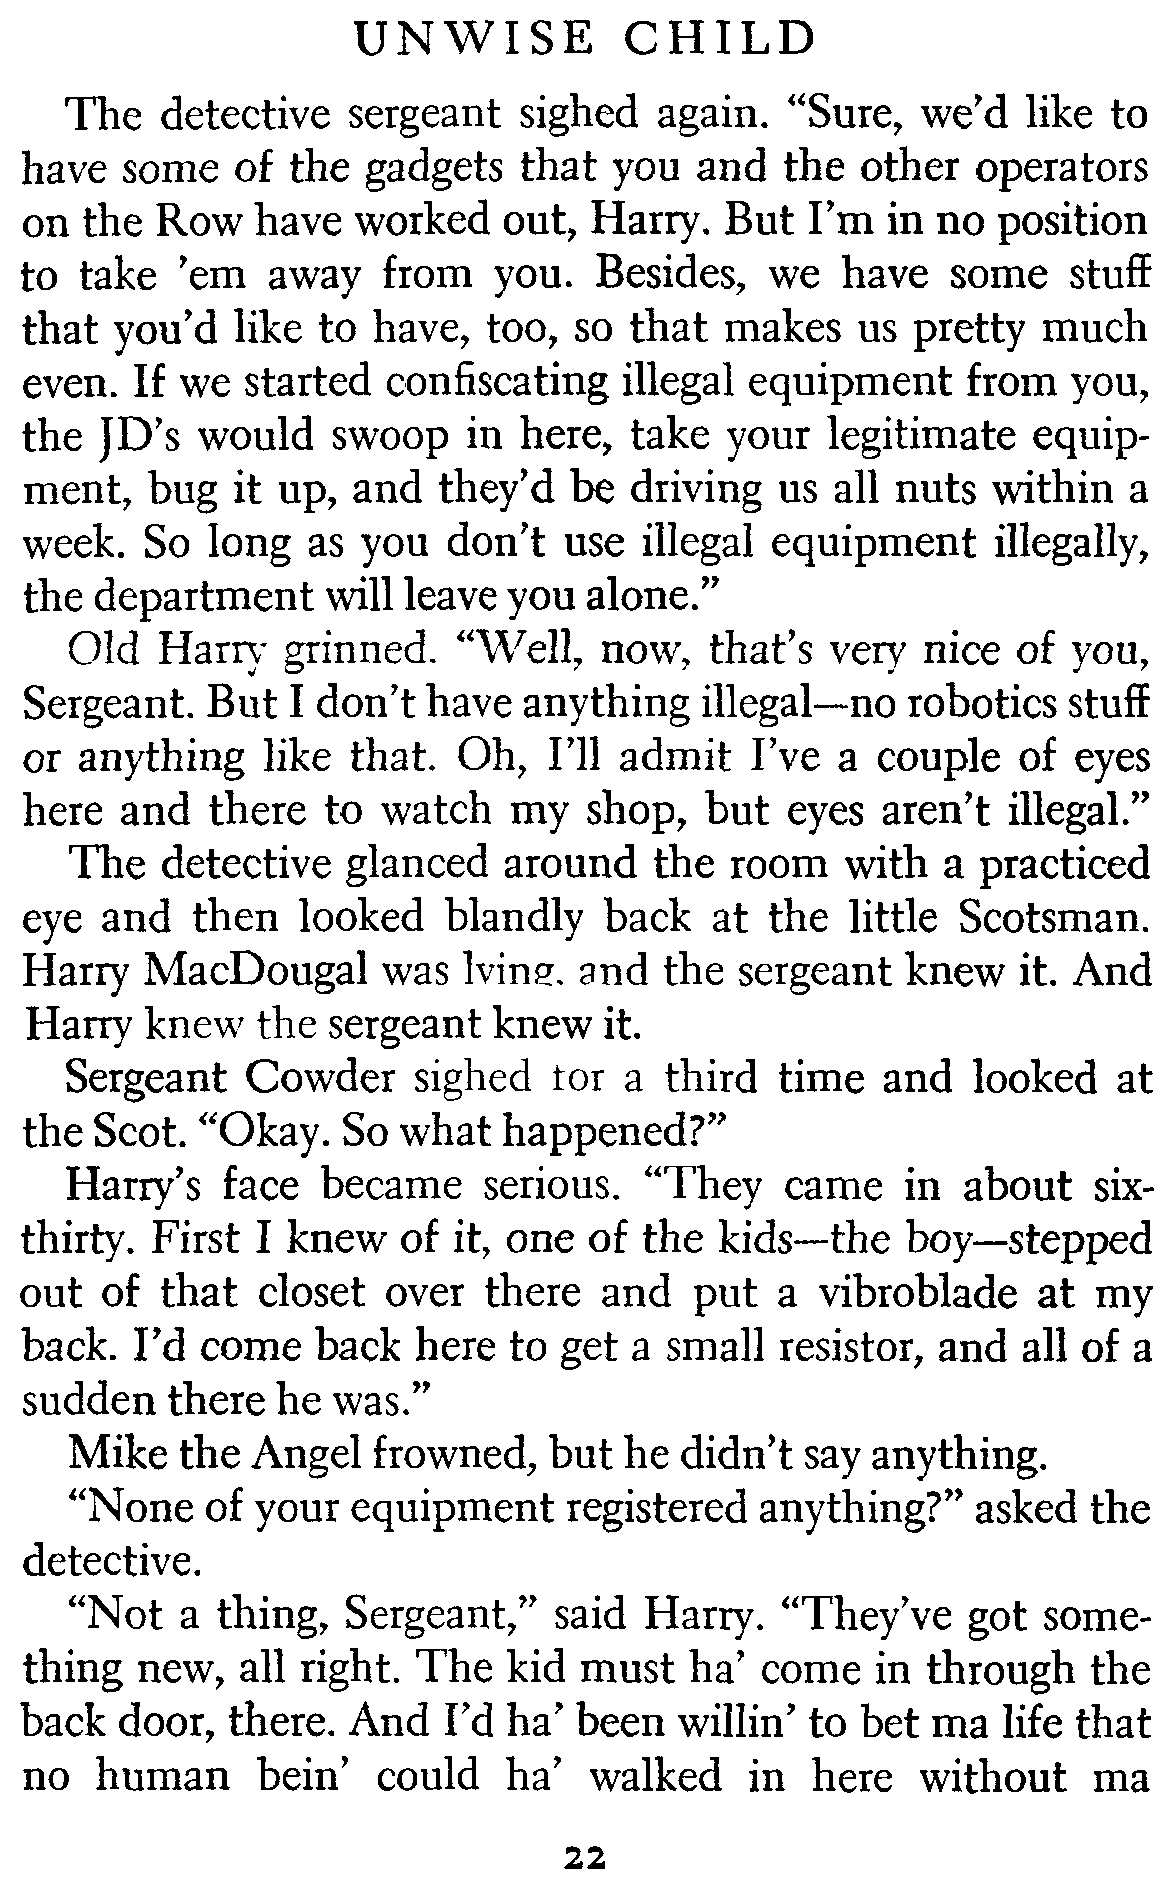 UNWISE CHILD
The detective sergeant sighed again. “Sure, we’d like to
have some of the gadgets that you and the other operators
on the Row have worked out, Harry. But I’m in no position
to take ’em away from you. Besides, we have some stuff
that you’d like to have, too, so that makes us pretty much
even. If we started confiscating illegal equipment from you,
the JD’s would swoop in here, take your legitimate equip-
ment, bug it up, and they’d be driving us all nuts within a
week. So long as you don’t use illegal equipment illegally,
the department will leave you alone.”
Old Harry grinned. “Well, now, that’s very nice of you,
Sergeant. But I don’t have anything illegal—no robotics stuff
or anything like that. Oh, I’ll admit I’ve a couple of eyes
here and there to watch my shop, but eyes aren’t illegal.”
The detective glanced around the room with a practiced
eye and then looked blandly back at the little Scotsman.
Harry MacDougal was lying, and the sergeant knew it. And
Harry knew the sergeant knew it.
Sergeant Cowder sighed for a third time and looked at
the Scot. “Okay. So what happened?”
Harry’s face became serious. “They came in about six-
thirty. First I knew of it, one of the kids—the boy—stepped
out of that closet over there and put a vibroblade at my
back. I’d come back here to get a small resistor, and all of a
sudden there he was.”
Mike the Angel frowned, but he didn’t say anything.
“None of your equipment registered anything?” asked the
detective.
“Not a thing, Sergeant,” said Harry. “They’ve got some-
thing new, all right. The kid must ha’ come in through the
back door, there. And I’d ha’ been willin’ to bet ma life that
no human bein’ could ha’ walked in here without ma
22